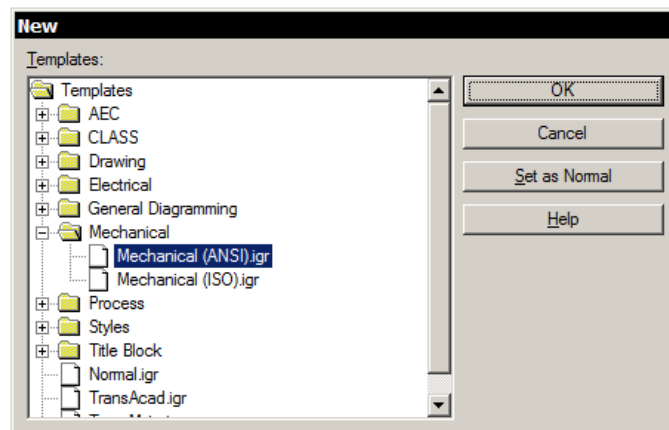 New
Templates:
Templates
AEC
CLASS
Drawing
Electrical
General Diagramming
Mechanical
Mechanical (ANSI).igr
Mechanical (ISO).igr
Process
Styles
Title Block
Normal.igr
TransAcad.igr
OK
Cancel
Set as Normal
Help